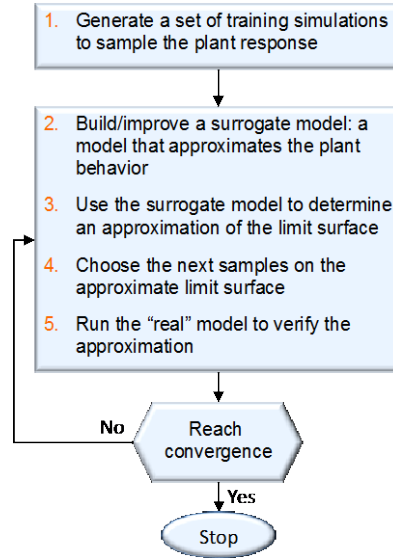 1. Generate a set of training simulations
to sample the plant response
2. Build/improve a surrogate model: a
model that approximates the plant
behavior
3. Use the surrogate model to determine
an approximation of the limit surface
4. Choose the next samples on the
approximate limit surface
5. Run the “real” model to verify the
approximation
No
Reach
convergence
Yes
Stop